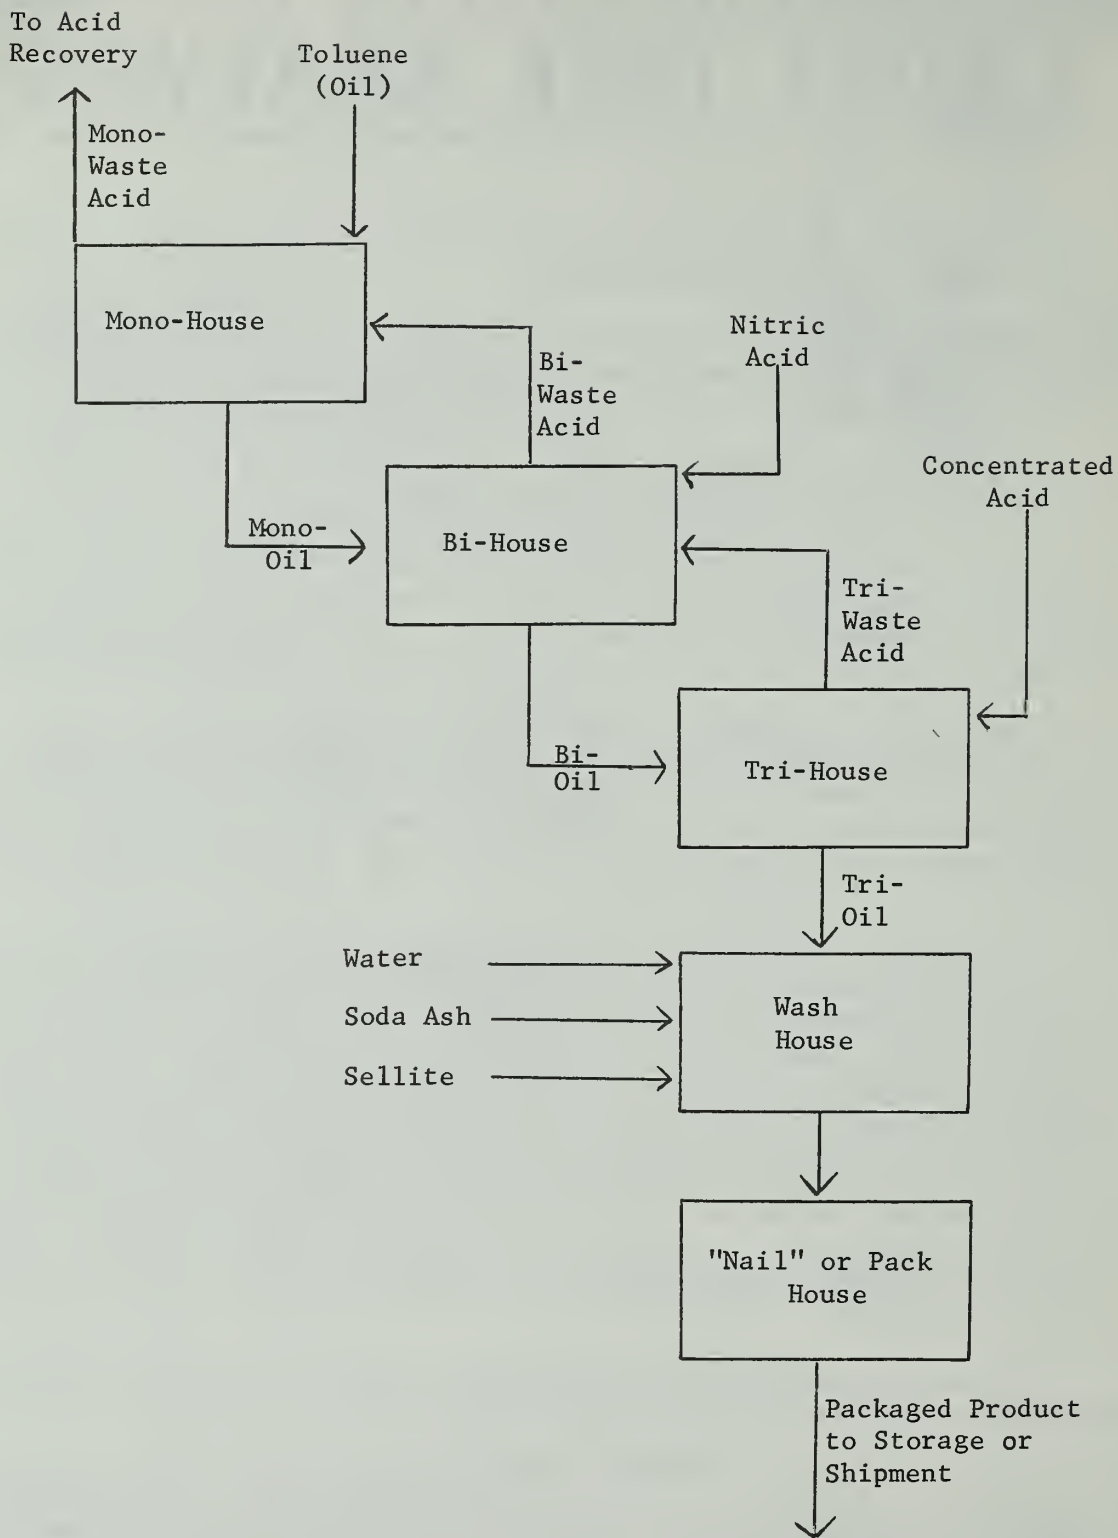 To Acid
Recovery
Toluene
(Oil)
Mono-
Waste
Acid
Mono-House
Nitric
Acid
Bi-
Waste
Acid
Concentrated
Acid
Mono-
Oil
Bi-House
Tri-
Waste
Acid
Bi-
Oil
Tri-House
Tri-
Oil
Water
Soda Ash
Sellite
Wash
House
"Nail" or Pack
House
Packaged Product
to Storage or
Shipment